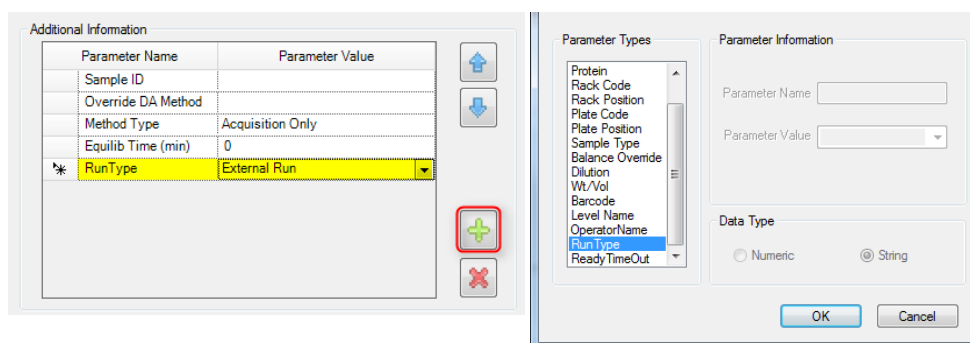 Additional Information
Parameter Name Parameter Value
Sample ID
Override DA Method
Method Type Acquisition Only
Equilib Time (min) 0
RunType External Run
Parameter Types
Protein
Rack Code
Rack Position
Plate Code
Plate Position
Sample Type
Balance Override
Dilution
Wt/Vol
Barcode
Level Name
OperatorName
RunType
ReadyTimeOut
Parameter Information
Parameter Name
Parameter Value
Data Type
Numeric String
OK Cancel